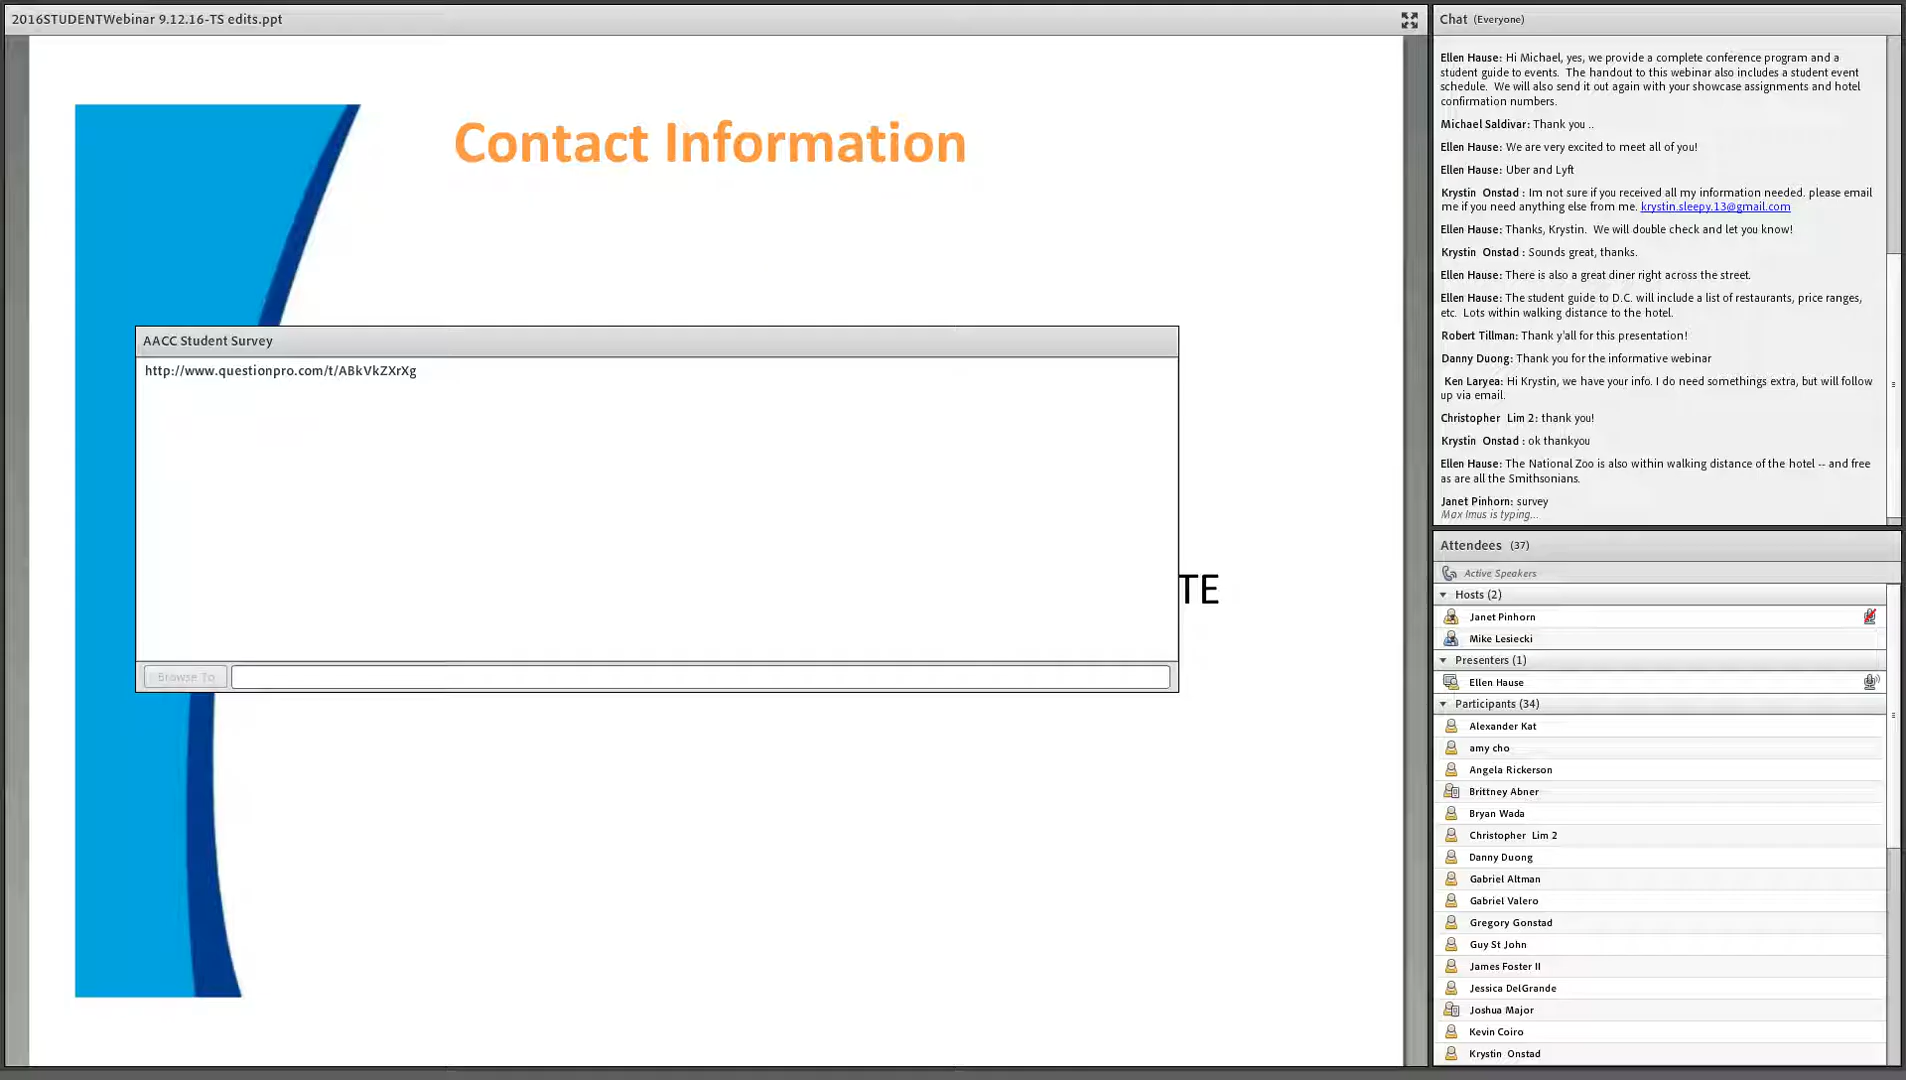 2016STUDENTWebinar 9.12.16-TS edits.ppt
Contact Information
AACC Student Survey
http://www.questionpro.com/t/ABkVkZXrXg
TE
Browse To
Chat (Everyone)
Ellen Hause: Hi Michael, yes, we provide a complete conference program and a
student guide to events. The handout to this webinar also includes a student event
schedule. We will also send it out again with your showcase assignments and hotel
confirmation numbers.
Michael Saldivar: Thank you ..
Ellen Hause: We are very excited to meet all of you!
Ellen Hause: Uber and Lyft
Krystin Onstad : Im not sure if you received all my information needed. please email
me if you need anything else from me. krystin.sleepy.13@gmail.com
Ellen Hause: Thanks, Krystin. We will double check and let you know!
Krystin Onstad : Sounds great, thanks.
Ellen Hause: There is also a great diner right across the street.
Ellen Hause: The student guide to D.C. will include a list of restaurants, price ranges,
etc. Lots within walking distance to the hotel.
Robert Tillman: Thank y'all for this presentation!
Danny Duong: Thank you for the informative webinar
Ken Laryea: Hi Krystin, we have your info. I do need somethings extra, but will follow
up via email.
Christopher Lim 2: thank you!
Krystin Onstad : ok thankyou
Ellen Hause: The National Zoo is also within walking distance of the hotel -- and free
as are all the Smithsonians.
Janet Pinhorn: survey
Max Imus is typing...
Attendees (37)
Active Speakers
Hosts (2)
Janet Pinhorn
Mike Lesiecki
Presenters (1)
Ellen Hause
Participants (34)
Alexander Kat
amy cho
Angela Rickerson
Brittney Abner
Bryan Wada
Christopher Lim 2
Danny Duong
Gabriel Altman
Gabriel Valero
Gregory Gonstad
Guy St John
James Foster II
Jessica DelGrande
Joshua Major
Kevin Coiro
Krystin Onstad